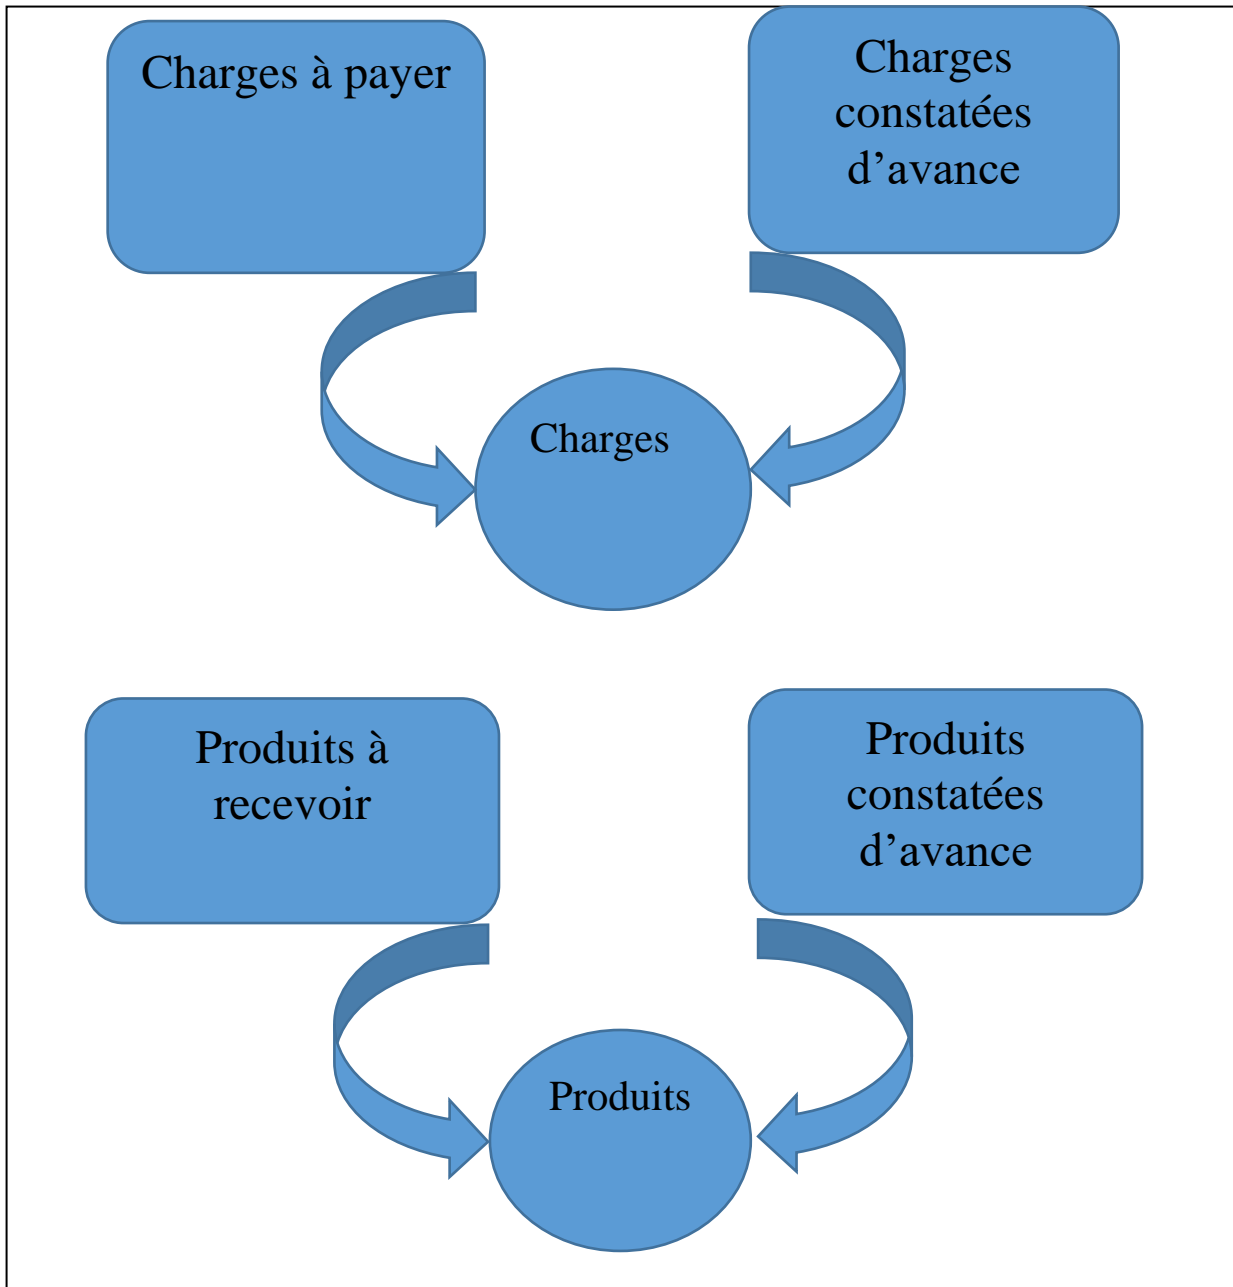 Charges à payer
Charges
constatées
d’avance
Charges
Produits à
recevoir
Produits
constatées
d’avance
Produits